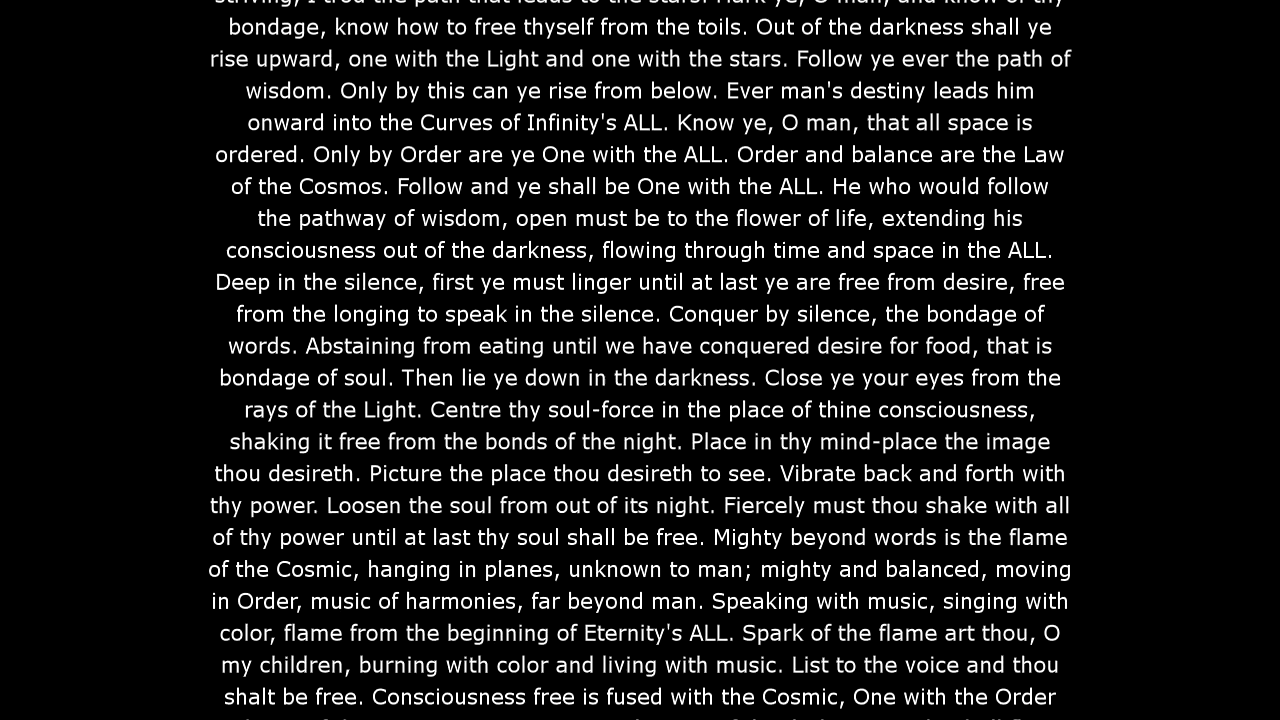 striving, I trod the path that leads to the stars. Hark ye, O man, and know of thy
bondage, know how to free thyself from the toils. Out of the darkness shall ye
rise upward, one with the Light and one with the stars. Follow ye ever the path of
wisdom. Only by this can ye rise from below. Ever man's destiny leads him
onward into the Curves of Infinity's ALL. Know ye, O man, that all space is
ordered. Only by Order are ye One with the ALL. Order and balance are the Law
of the Cosmos. Follow and ye shall be One with the ALL. He who would follow
the pathway of wisdom, open must be to the flower of life, extending his
consciousness out of the darkness, flowing through time and space in the ALL.
Deep in the silence, first ye must linger until at last ye are free from desire, free
from the longing to speak in the silence. Conquer by silence, the bondage of
words. Abstaining from eating until we have conquered desire for food, that is
bondage of soul. Then lie ye down in the darkness. Close ye your eyes from the
rays of the Light. Centre thy soul-force in the place of thine consciousness,
shaking it free from the bonds of the night. Place in thy mind-place the image
thou desireth. Picture the place thou desireth to see. Vibrate back and forth with
thy power. Loosen the soul from out of its night. Fiercely must thou shake with all
of thy power until at last thy soul shall be free. Mighty beyond words is the flame
of the Cosmic, hanging in planes, unknown to man; mighty and balanced, moving
in Order, music of harmonies, far beyond man. Speaking with music, singing with
color, flame from the beginning of Eternity's ALL. Spark of the flame art thou, O
my children, burning with color and living with music. List to the voice and thou
shalt be free. Consciousness free is fused with the Cosmic, One with the Order